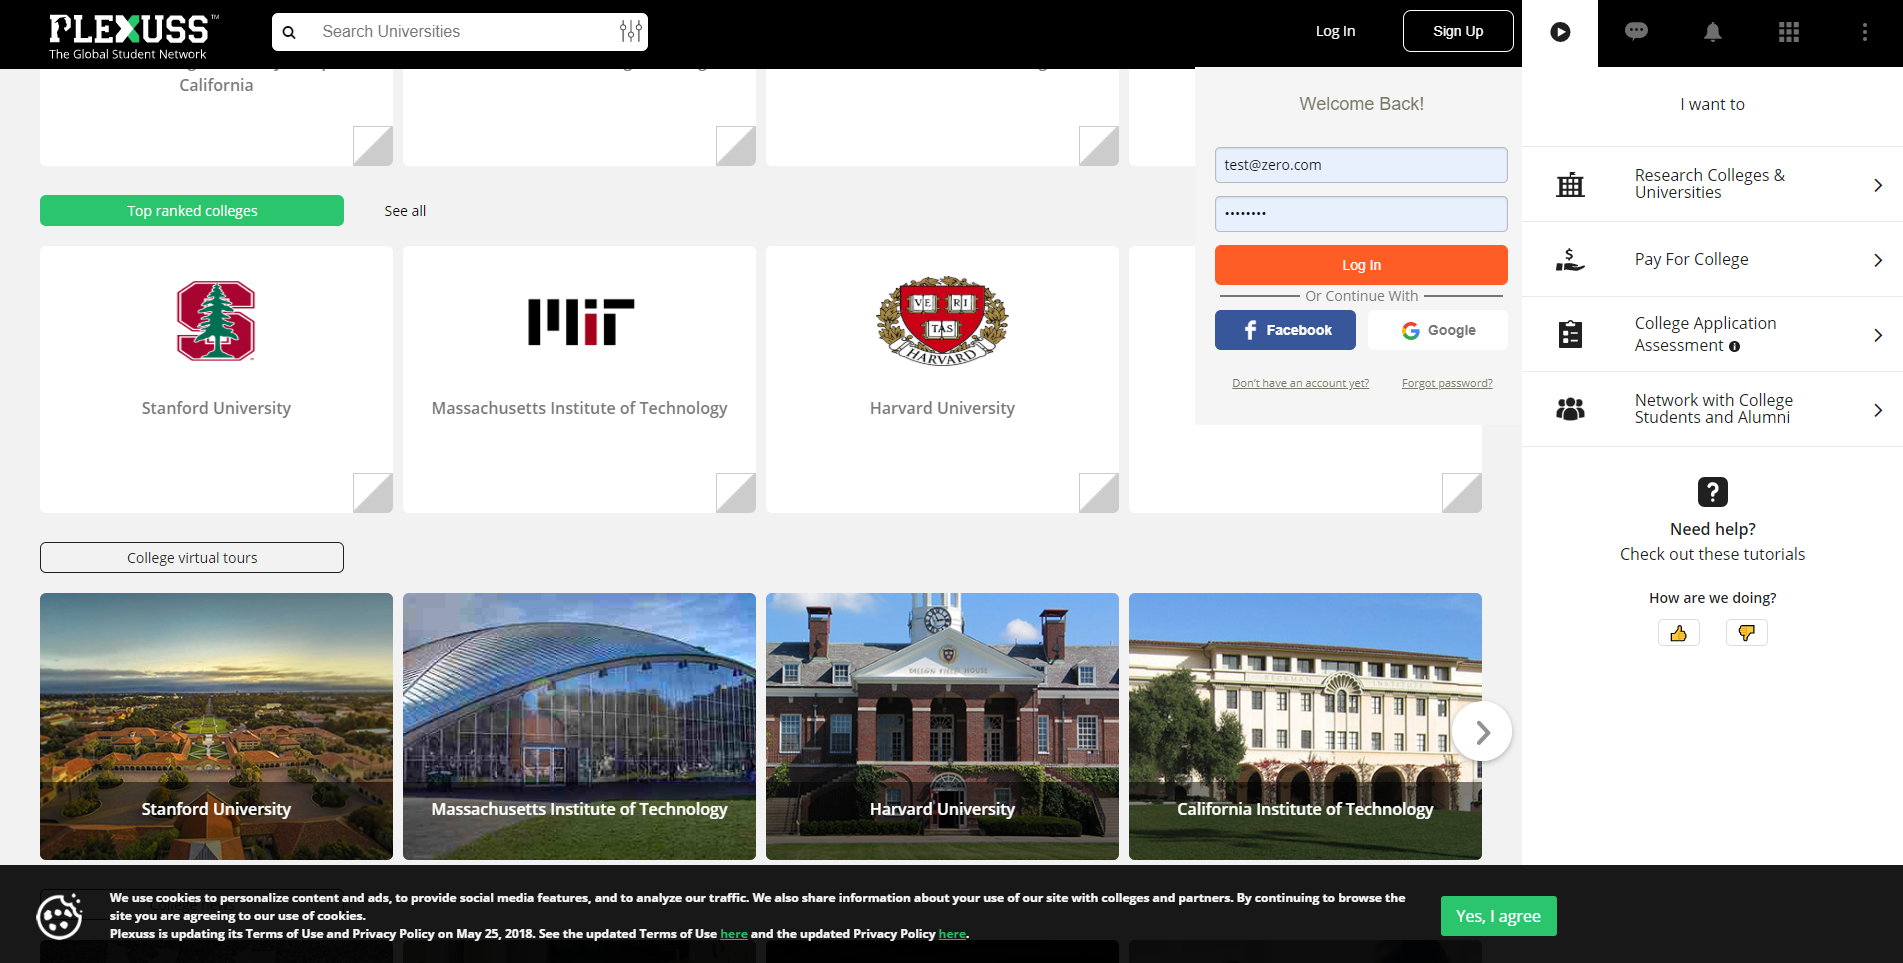 PLEXUSS™
The Global Student Network
Search Universities
Log In
Sign Up
California
Welcome Back!
test@zero.com
••••••••
Log In
Or Continue With
Facebook
Google
Don't have an account yet?
Forgot password?
I want to
Research Colleges &
Universities
Pay For College
College Application
Assessment
Network with College
Students and Alumni
Need help?
Check out these tutorials
How are we doing?
Top ranked colleges
See all
MIT
VE RI
TAS
HARVARD
Stanford University
Massachusetts Institute of Technology
Harvard University
College virtual tours
DILLON FIELD HOUSE
BECKMAN INSTITUTE
Stanford University
Massachusetts Institute of Technology
Harvard University
California Institute of Technology
We use cookies to personalize content and ads, to provide social media features, and to analyze our traffic. We also share information about your use of our site with colleges and partners. By continuing to browse the
site you are agreeing to our use of cookies.
Plexuss is updating its Terms of Use and Privacy Policy on May 25, 2018. See the updated Terms of Use here and the updated Privacy Policy here.
Yes, I agree